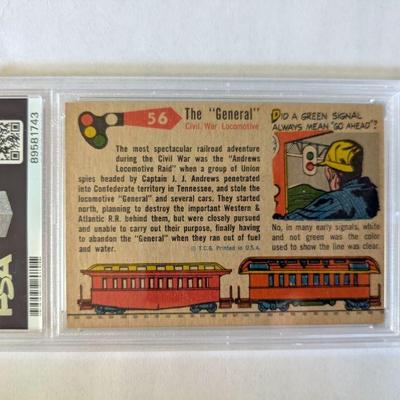 89581743
PSA
56
The "General"
Civil War Locomotive
The most spectacular railroad adventure
during the Civil War was the "Andrews
Locomotive Raid" when a group of Union
spies headed by Captain J. J. Andrews penetrated
into Confederate territory in Tennessee, and stole the
locomotive "General" and several cars. They started
north, planning to destroy the important Western &
Atlantic R.R. behind them, but were closely pursued
and unable to carry out their purpose, finally having
to abandon the "General" when they ran out of fuel
and water.
© T.C.G. Printed in U.S.A.
DID A GREEN SIGNAL
ALWAYS MEAN "GO AHEAD"?
No, in many early signals, white
and not green was the color
used to show the line was clear.